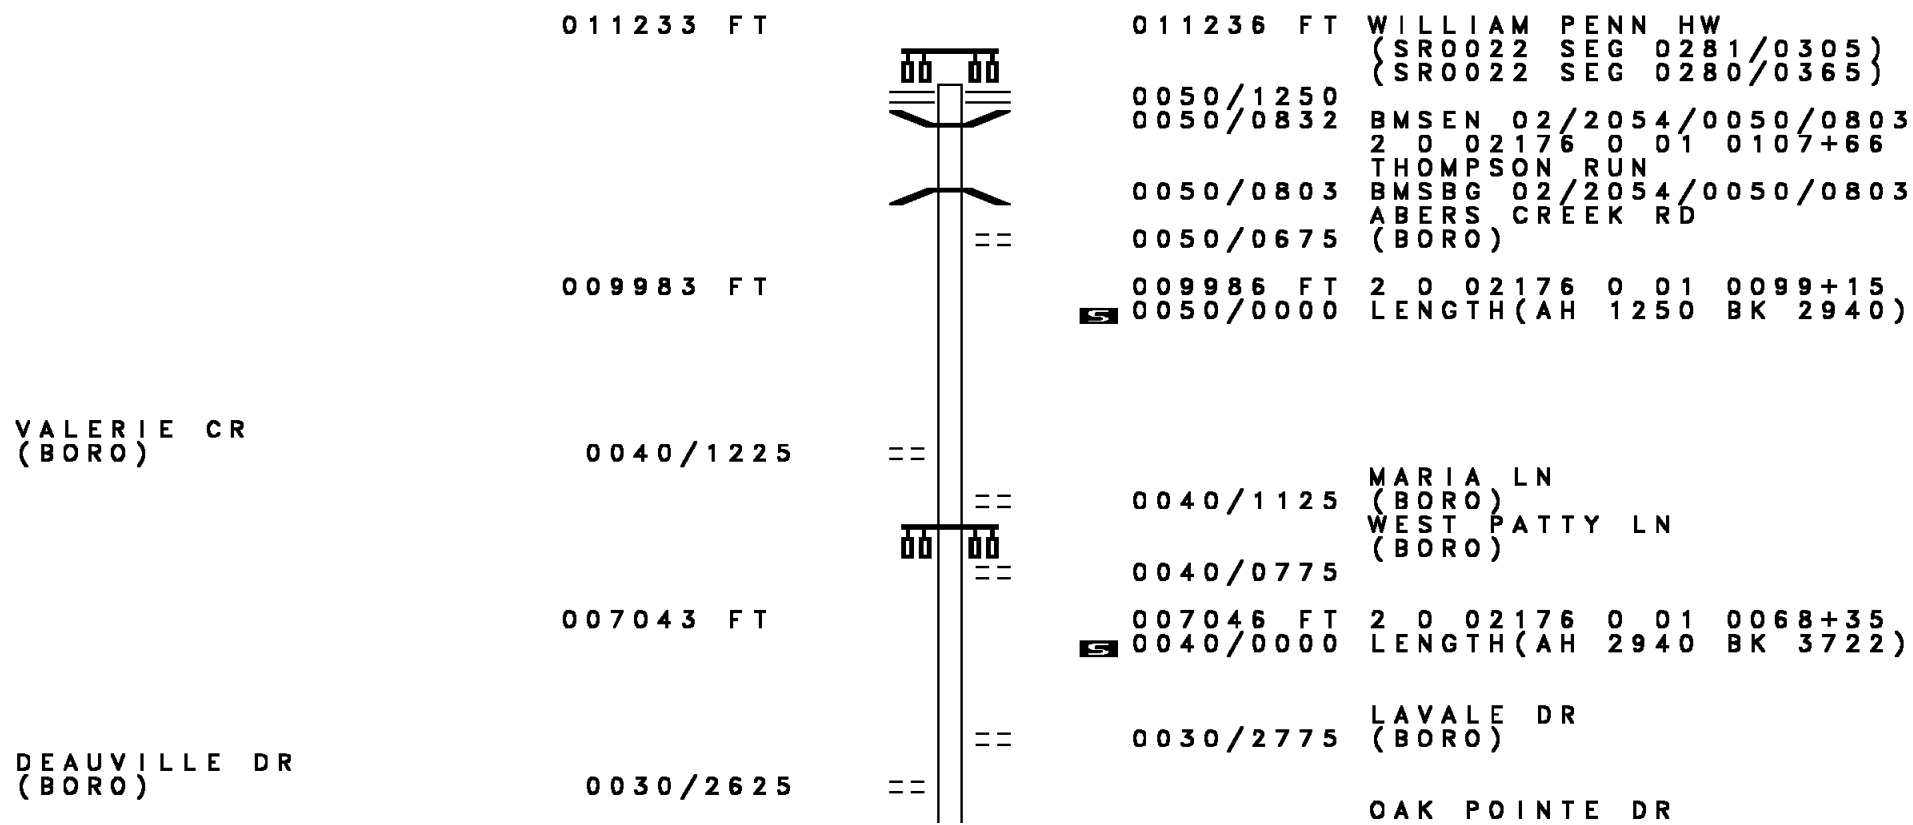 011233 FT 011236 FT WILLIAM PENN HW
(SR0022 SEG 0281/0305)
(SR0022 SEG 0280/0365)
0050/1250
0050/0832 BMSEN 02/2054/0050/0803
2 0 02176 0 01 0107+66
THOMPSON RUN
0050/0803 BMSBG 02/2054/0050/0803
ABERS CREEK RD
0050/0675 (BORO)
009983 FT 009986 FT 2 0 02176 0 01 0099+15
S 0050/0000 LENGTH(AH 1250 BK 2940)
VALERIE CR
(BORO) 0040/1225
MARIA LN
0040/1125 (BORO)
WEST PATTY LN
(BORO)
0040/0775
007043 FT 007046 FT 2 0 02176 0 01 0068+35
S 0040/0000 LENGTH(AH 2940 BK 3722)
LAVALE DR
0030/2775 (BORO)
DEAUVILLE DR
(BORO) 0030/2625
OAK POINTE DR